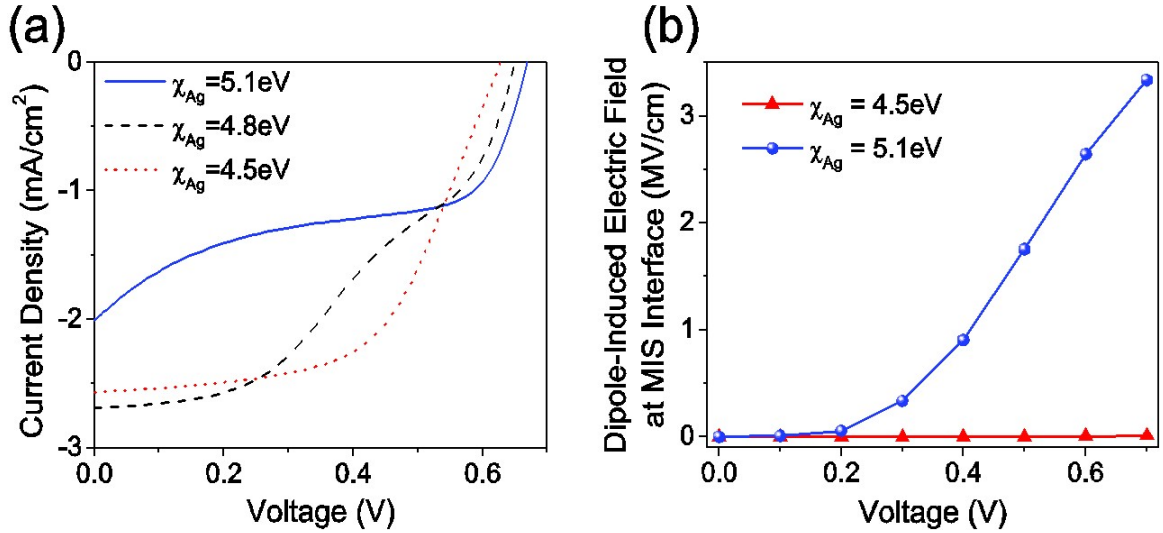 (a)
Current Density (mA/cm²)
0
-1
-2
-3
χAg=5.1eV
χAg=4.8eV
χAg=4.5eV
0.0 0.2 0.4 0.6
Voltage (V)
(b)
Dipole-Induced Electric Field
at MIS Interface (MV/cm)
3
2
1
0
χAg = 4.5eV
χAg = 5.1eV
0.0 0.2 0.4 0.6
Voltage (V)